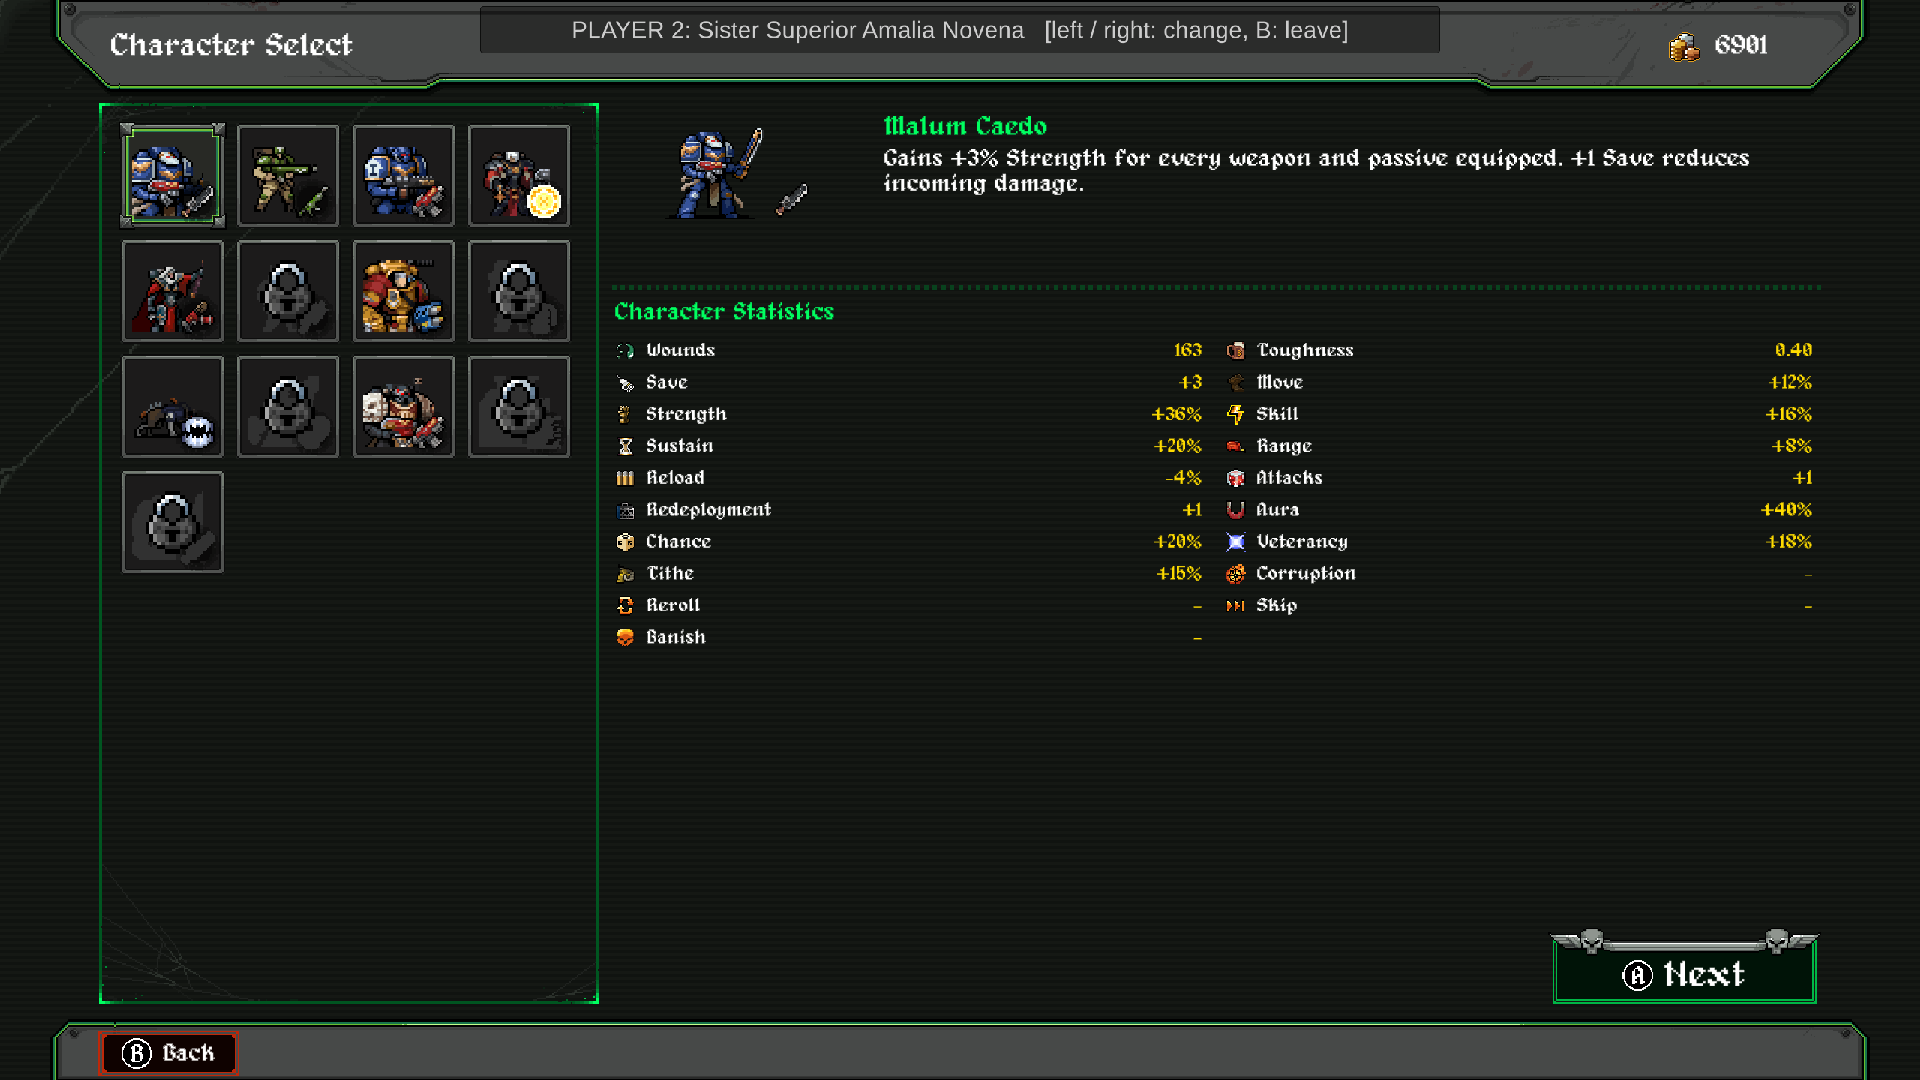 Character Select
PLAYER 2: Sister Superior Amalia Novena [left / right: change, B: leave]
6901
Malum Caedo
Gains +3% Strength for every weapon and passive equipped. +1 Save reduces
incoming damage.
Character Statistics
Wounds 163 Toughness 0.40
Save +3 Move +12%
Strength +36% Skill +16%
Sustain +20% Range +8%
Reload -4% Attacks +1
Redeployment +1 Aura +40%
Chance +20% Veterancy +18%
Tithe +15% Corruption -
Reroll - Skip -
Banish -
A Next
B Back